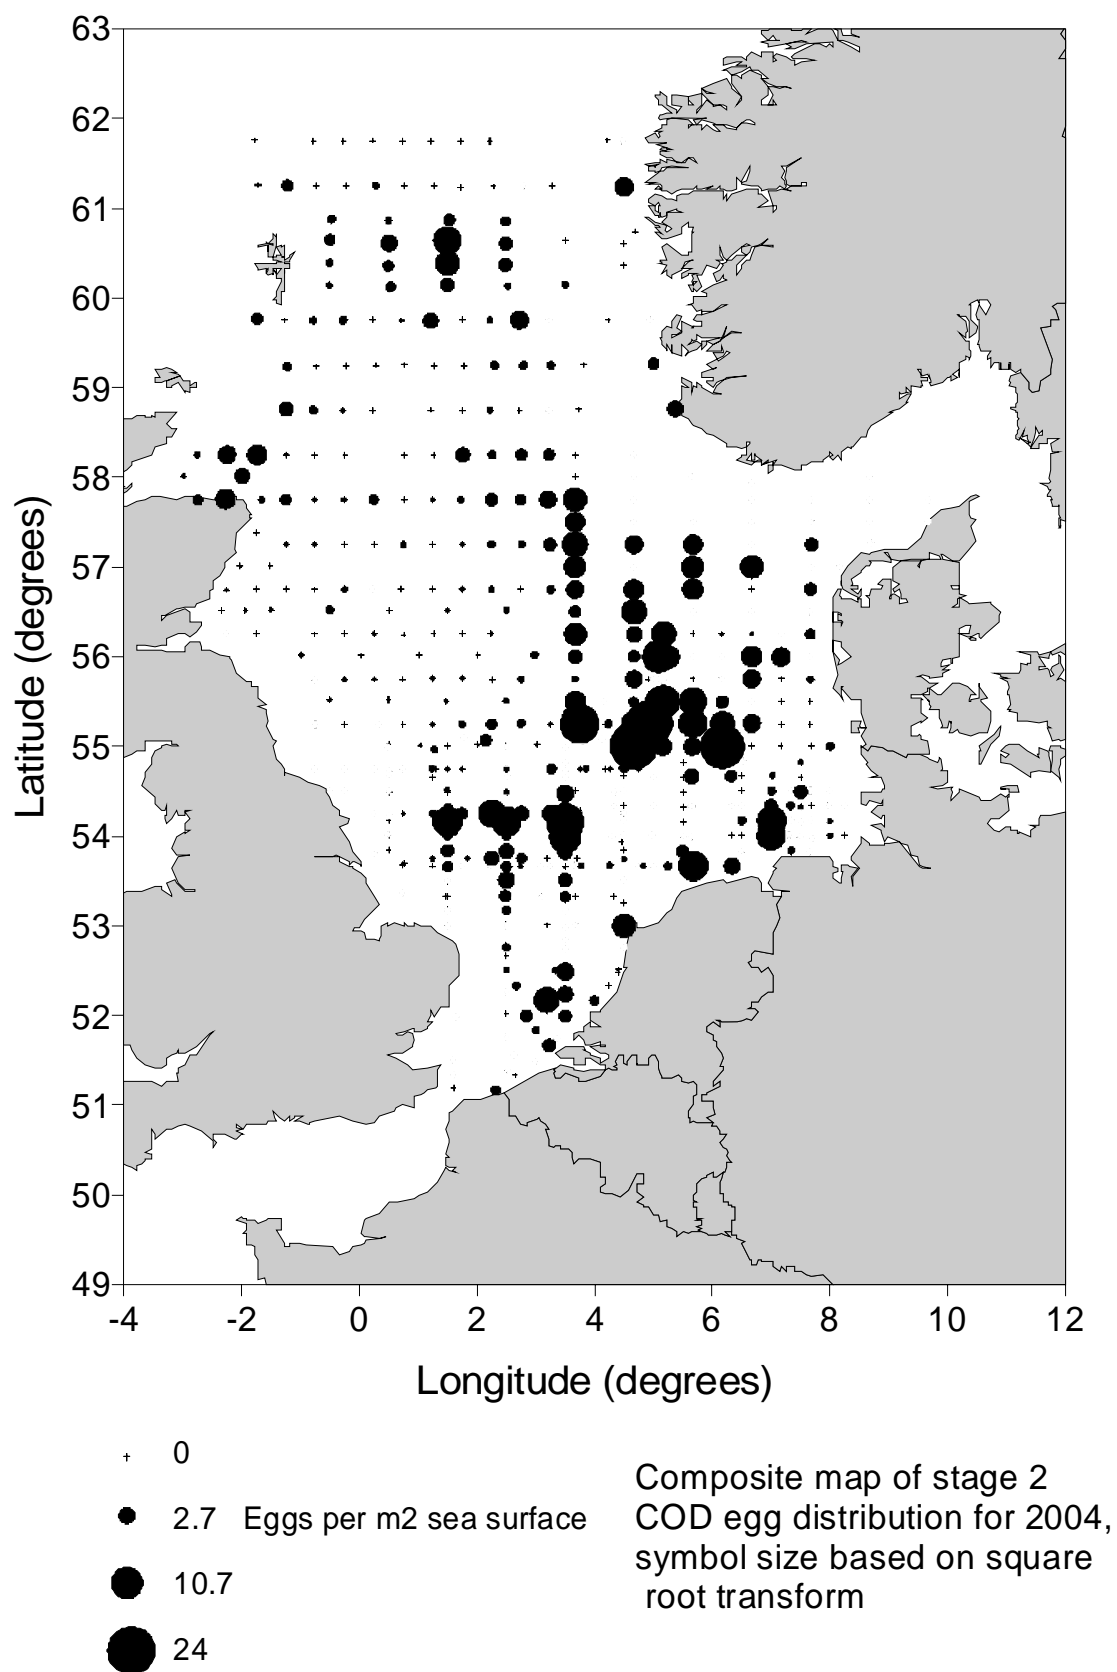 63
62
61
60
59
58
57
56
55
54
53
52
51
50
49
Latitude (degrees)
-4 -2 0 2 4 6 8 10 12
Longitude (degrees)
0
2.7 Eggs per m2 sea surface
10.7
24
Composite map of stage 2
COD egg distribution for 2004,
symbol size based on square
root transform